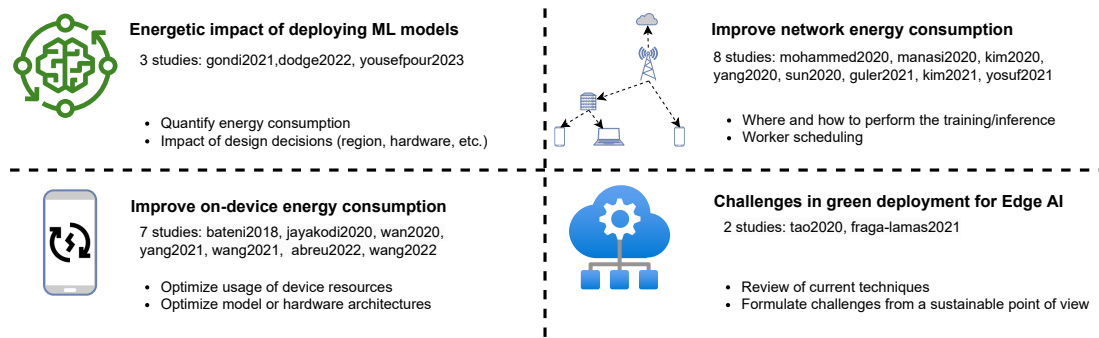 Energetic impact of deploying ML models
3 studies: gondi2021,dodge2022, yousefpour2023
• Quantify energy consumption
• Impact of design decisions (region, hardware, etc.)
Improve network energy consumption
8 studies: mohammed2020, manasi2020, kim2020,
yang2020, sun2020, guler2021, kim2021, yosuf2021
• Where and how to perform the training/inference
• Worker scheduling
Improve on-device energy consumption
7 studies: bateni2018, jayakodi2020, wan2020,
yang2021, wang2021, abreu2022, wang2022
• Optimize usage of device resources
• Optimize model or hardware architectures
Challenges in green deployment for Edge AI
2 studies: tao2020, fraga-lamas2021
• Review of current techniques
• Formulate challenges from a sustainable point of view